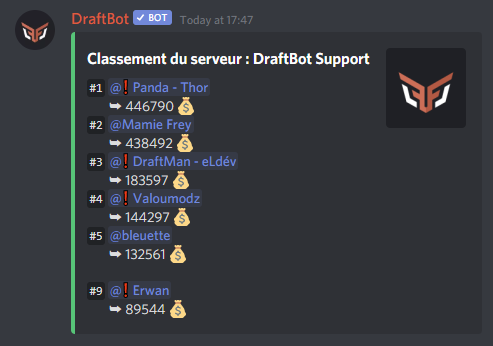 DraftBot ✓ BOT Today at 17:47
Classement du serveur : DraftBot Support
#1 @❗ Panda - Thor
➥ 446790 💰
#2 @Mamie Frey
➥ 438492 💰
#3 @❗ DraftMan - eLdév
➥ 183597 💰
#4 @❗ Valoumodz
➥ 144297 💰
#5 @bleuette
➥ 132561 💰
#9 @❗ Erwan
➥ 89544 💰